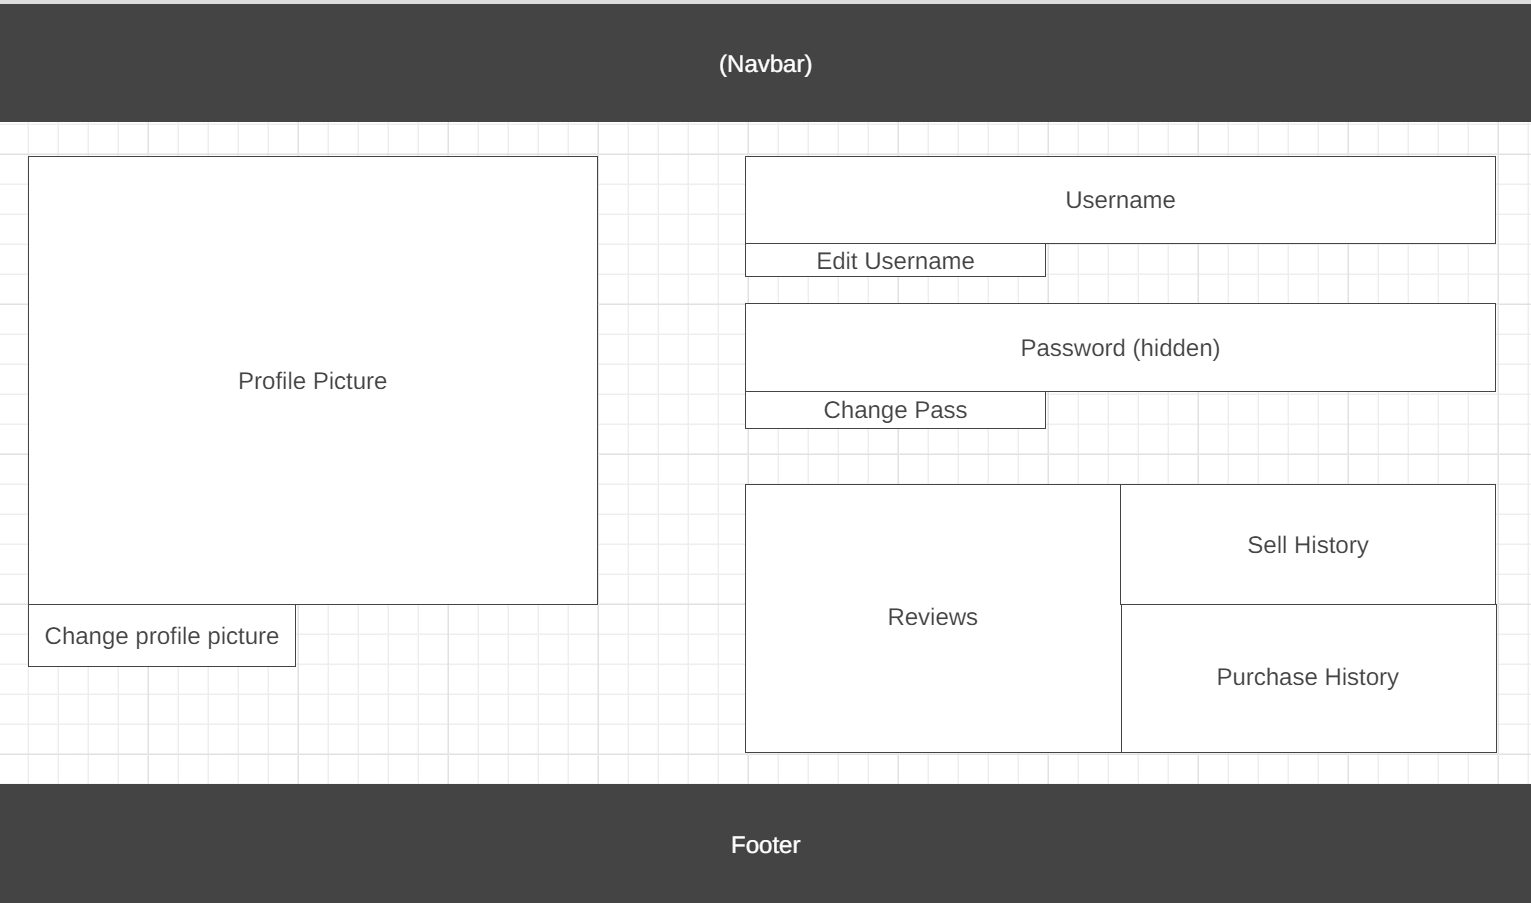 (Navbar)
Profile Picture
Change profile picture
Username
Edit Username
Password (hidden)
Change Pass
Reviews
Sell History
Purchase History
Footer